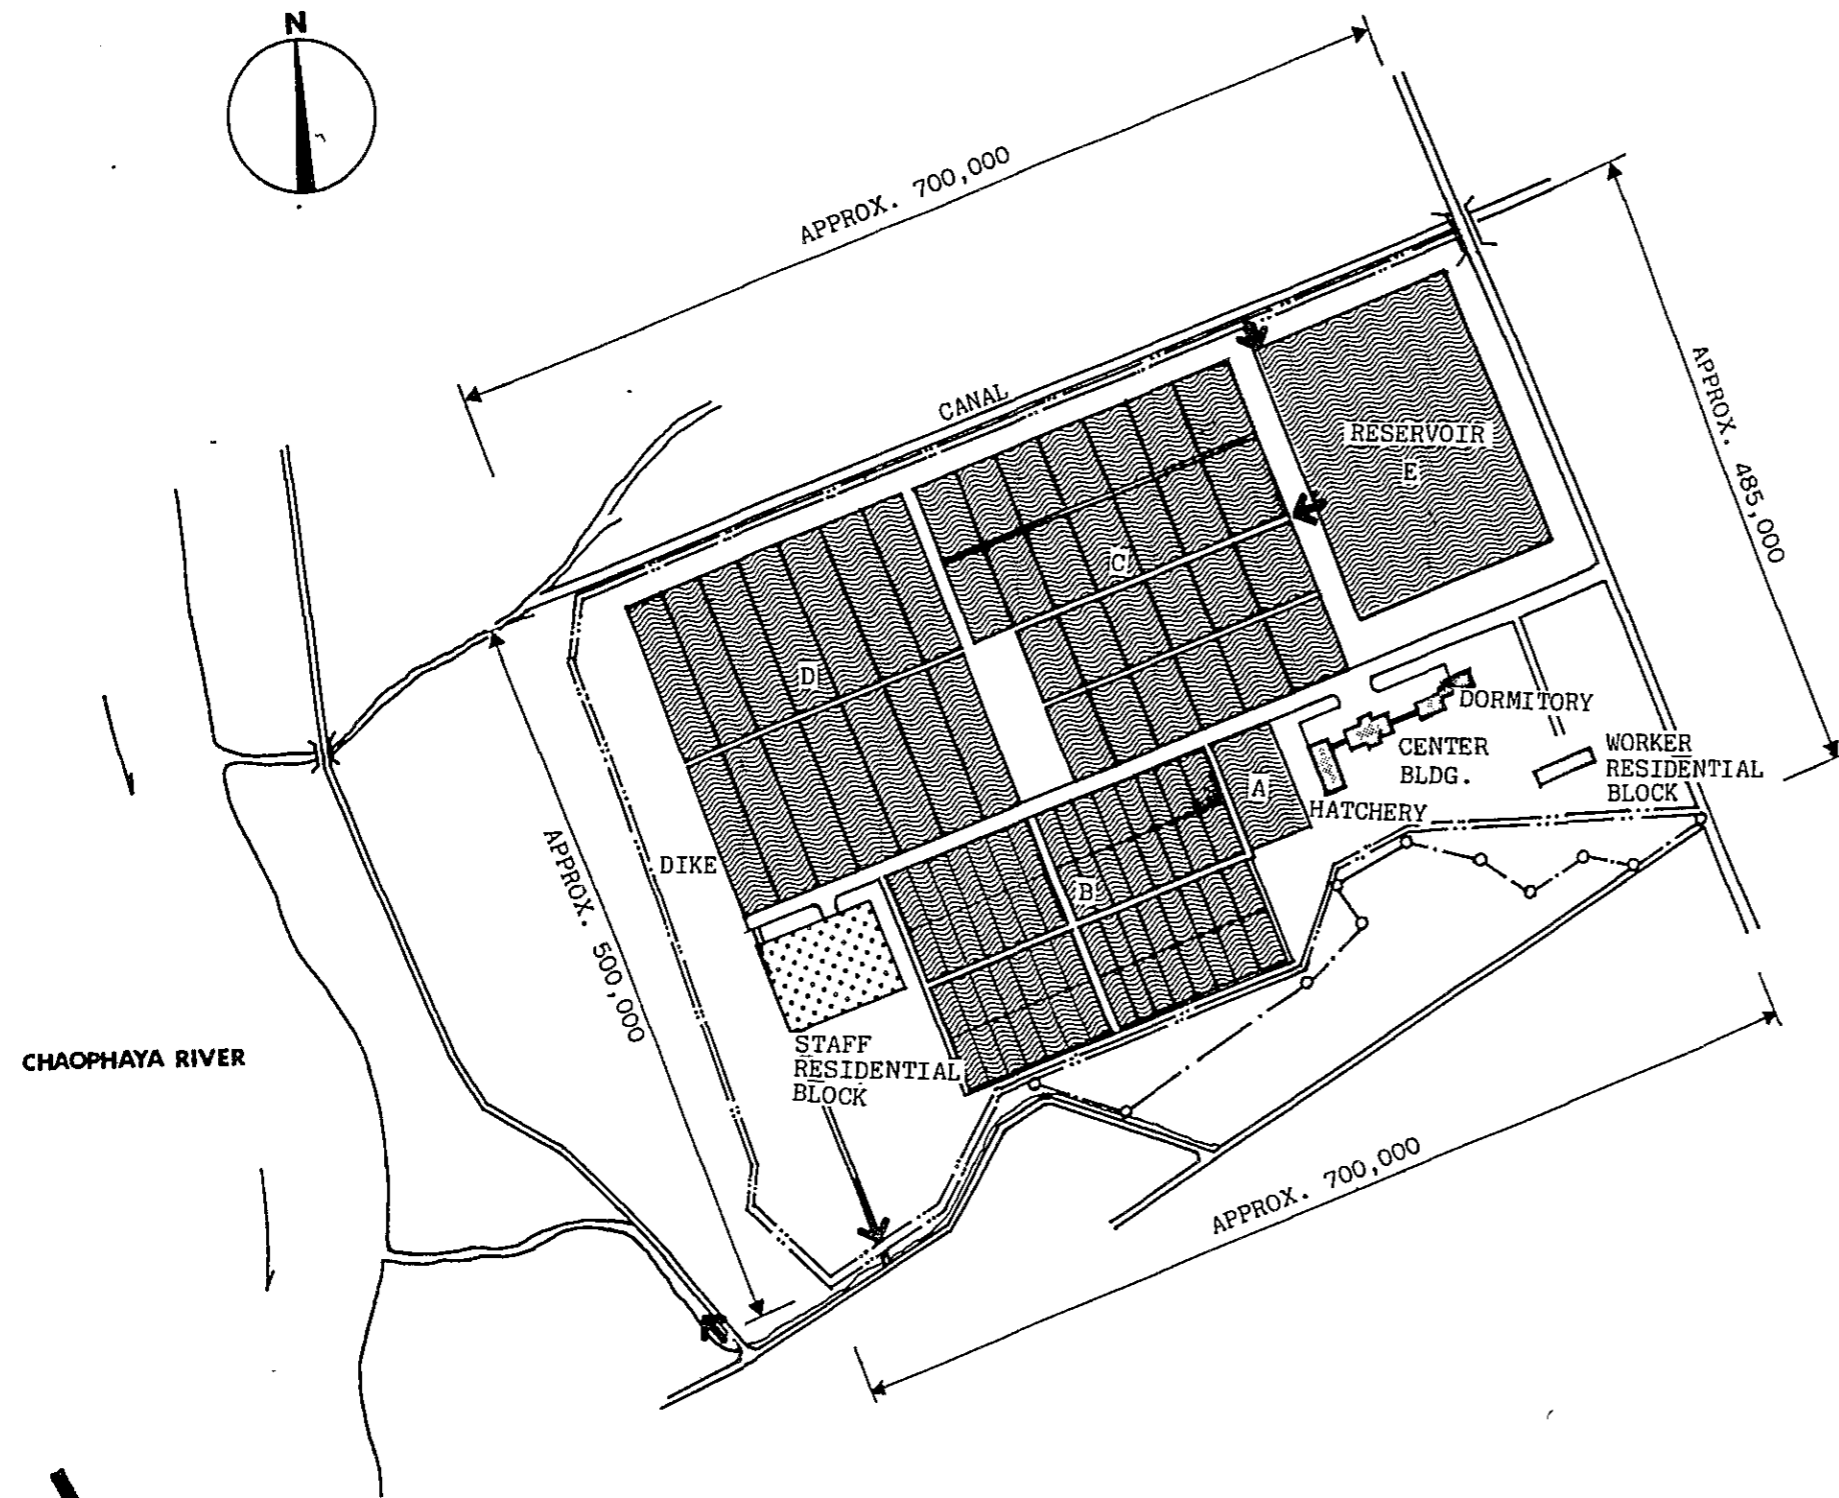 N
APPROX. 700,000
CANAL
RESERVOIR
E
APPROX. 485,000
C
D
DORMITORY
CENTER
BLDG.
WORKER
RESIDENTIAL
BLOCK
A
HATCHERY
DIKE
B
APPROX. 500,000
STAFF
RESIDENTIAL
BLOCK
CHAOPHAYA RIVER
APPROX. 700,000